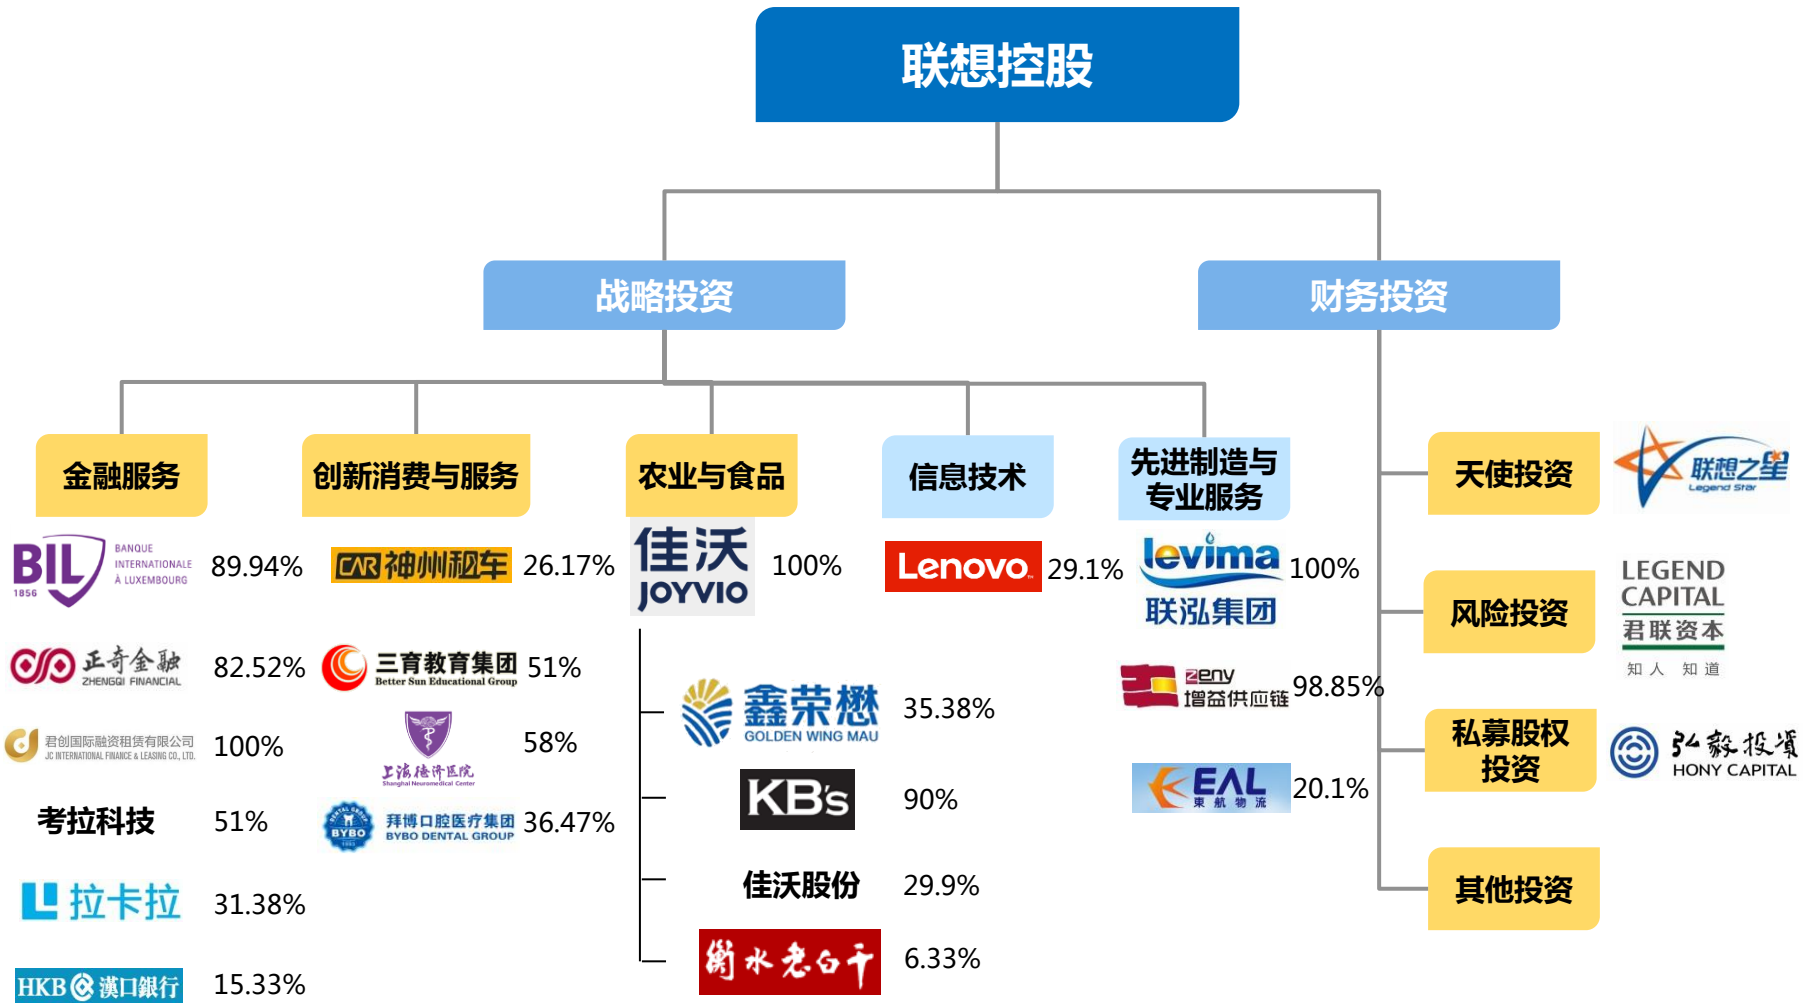 联想控股
战略投资
财务投资
金融服务
BIL
1856
BANQUE
INTERNATIONALE
À LUXEMBOURG
89.94%
正奇金融
ZHENGQI FINANCIAL
82.52%
君创国际融资租赁有限公司
JC INTERNATIONAL FINANCE & LEASING CO., LTD.
100%
考拉科技
51%
拉卡拉
31.38%
HKB 漢口銀行
15.33%
创新消费与服务
CAR 神州租车
26.17%
三育教育集团
Better Sun Educational Group
51%
上海德济医院
Shanghai Neuromedical Center
58%
DENTAL GROUP
BYBO
1993
拜博口腔医疗集团
BYBO DENTAL GROUP
36.47%
农业与食品
佳沃
JOYVIO
100%
鑫荣懋
GOLDEN WING MAU
35.38%
KB's
90%
佳沃股份
29.9%
衡水老白干
6.33%
信息技术
Lenovo
29.1%
先进制造与
专业服务
levima
联泓集团
100%
zeny
增益供应链
98.85%
EAL
東航物流
20.1%
天使投资
联想之星
Legend Star
风险投资
LEGEND
CAPITAL
君联资本
知人 知道
私募股权
投资
弘毅投資
HONY CAPITAL
其他投资